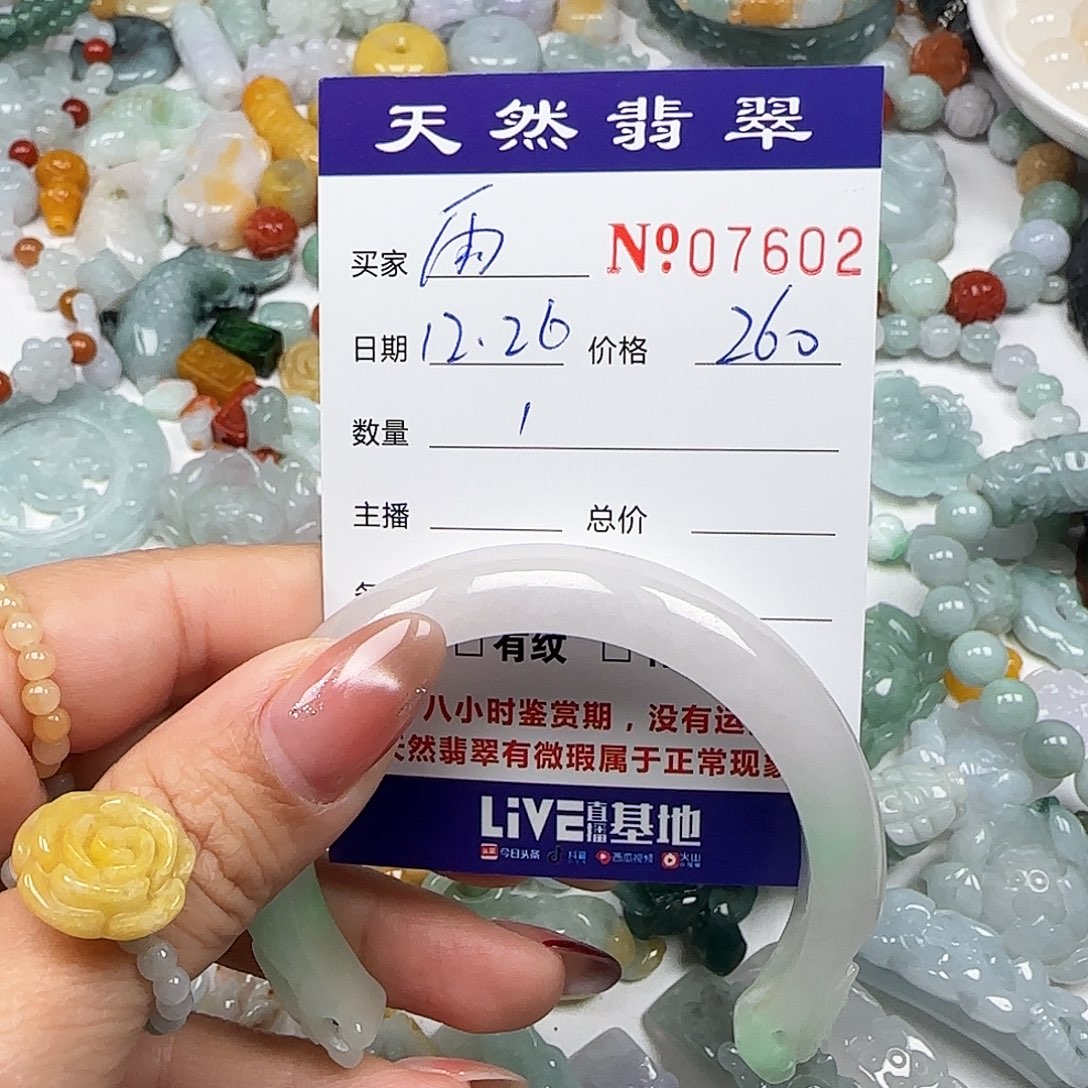 天然翡翠
买家 雨 Nº07602
日期 12.26 价格 260
数量 1
主播 总价
有纹
八小时鉴赏期，没有运
天然翡翠有微瑕属于正常现象
LiVE直播基地
今日头条 抖音 西瓜视频 火山